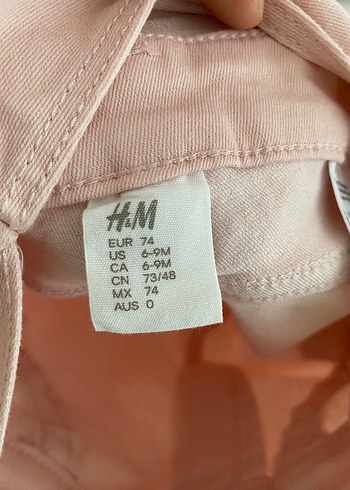 H&M
EUR 74
US 6-9M
CA 6-9M
CN 73/48
MX 74
AUS 0